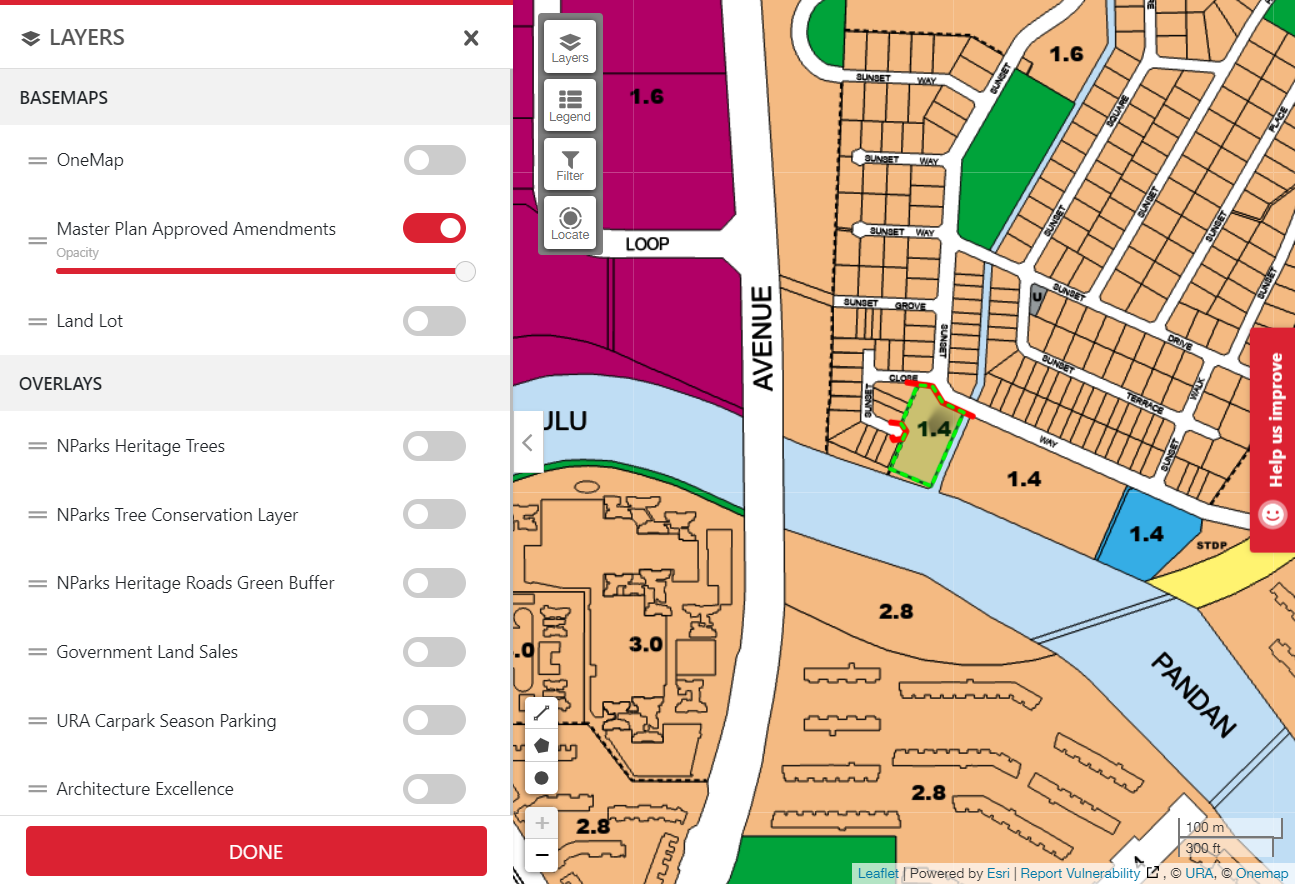 LAYERS
BASEMAPS
OneMap
Master Plan Approved Amendments
Opacity
Land Lot
OVERLAYS
NParks Heritage Trees
NParks Tree Conservation Layer
NParks Heritage Roads Green Buffer
Government Land Sales
URA Carpark Season Parking
Architecture Excellence
DONE
Layers
Legend
Filter
Locate
1.6
LOOP
AVENUE
ULU
1.6
SUNSET WAY
SUNSET
SUNSET WAY
SUNSET WAY
SUNSET GROVE
SUNSET
CLOSE
SUNSET
1.4
WAY
1.4
1.4
STDP
SQUARE
SUNSET
PLACE
SUNSET
SUNSET
SUNSET
U
SUNSET
DRIVE
SUNSET
TERRACE
WALK
SUNSET
2.8
3.0
.0
PANDAN
2.8
2.8
Help us improve
+
−
100 m
300 ft
Leaflet | Powered by Esri | Report Vulnerability , © URA, © Onemap